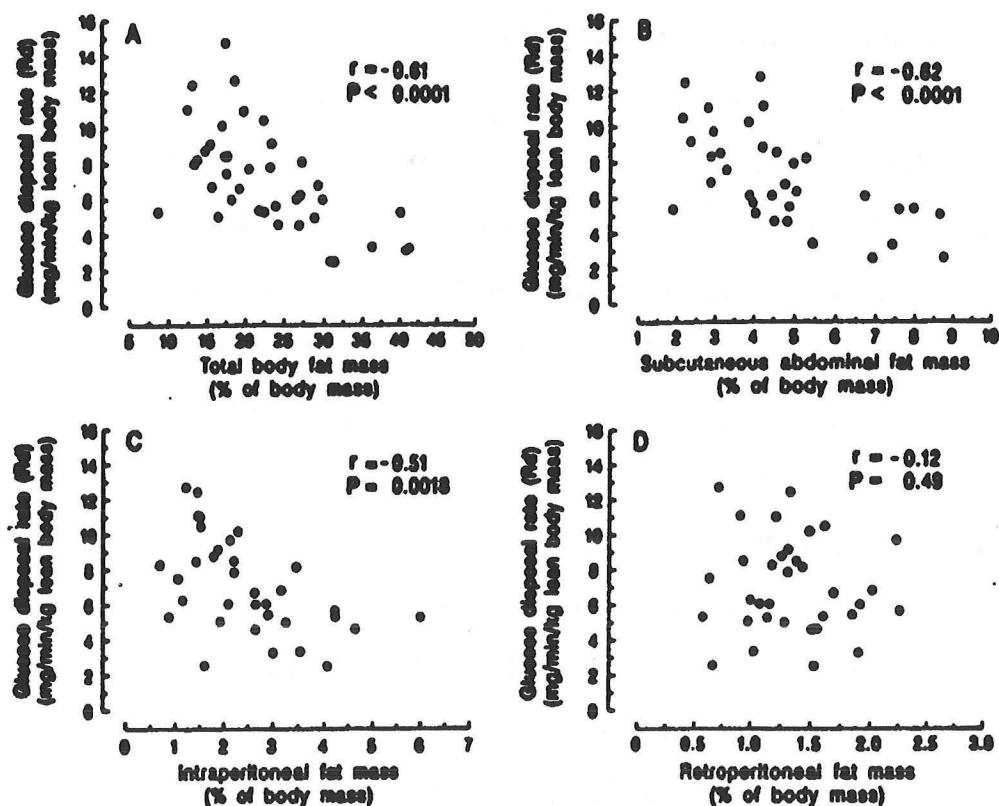 A
Glucose disposal rate (Rd)
(mg/min/kg lean body mass)
16
14
12
10
8
6
4
2
0
r = -0.61
P < 0.0001
5 10 15 20 25 30 35 40 45 50
Total body fat mass
(% of body mass)
B
Glucose disposal rate (Rd)
(mg/min/kg lean body mass)
16
14
12
10
8
6
4
2
0
r = -0.62
P < 0.0001
1 2 3 4 5 6 7 8 9 10
Subcutaneous abdominal fat mass
(% of body mass)
C
Glucose disposal rate (Rd)
(mg/min/kg lean body mass)
16
14
12
10
8
6
4
2
0
r = -0.51
P = 0.0018
0 1 2 3 4 5 6 7
Intraperitoneal fat mass
(% of body mass)
D
Glucose disposal rate (Rd)
(mg/min/kg lean body mass)
16
14
12
10
8
6
4
2
0
r = -0.12
P = 0.49
0 0.5 1.0 1.5 2.0 2.5 3.0
Retroperitoneal fat mass
(% of body mass)